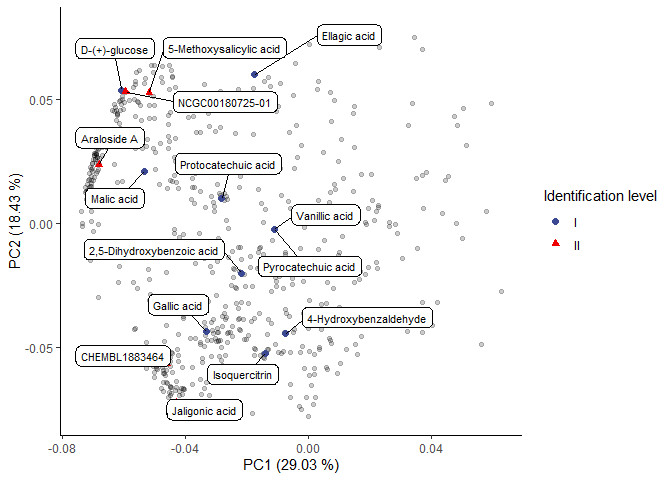 Ellagic acid
D-(+)-glucose
5-Methoxysalicylic acid
NCGC00180725-01
Araloside A
Protocatechuic acid
Malic acid
Vanillic acid
2,5-Dihydroxybenzoic acid
Pyrocatechuic acid
Gallic acid
4-Hydroxybenzaldehyde
CHEMBL1883464
Isoquercitrin
Jaligonic acid
0.05
0.00
-0.05
PC2 (18.43 %)
-0.08
-0.04
0.00
0.04
PC1 (29.03 %)
Identification level
I
II